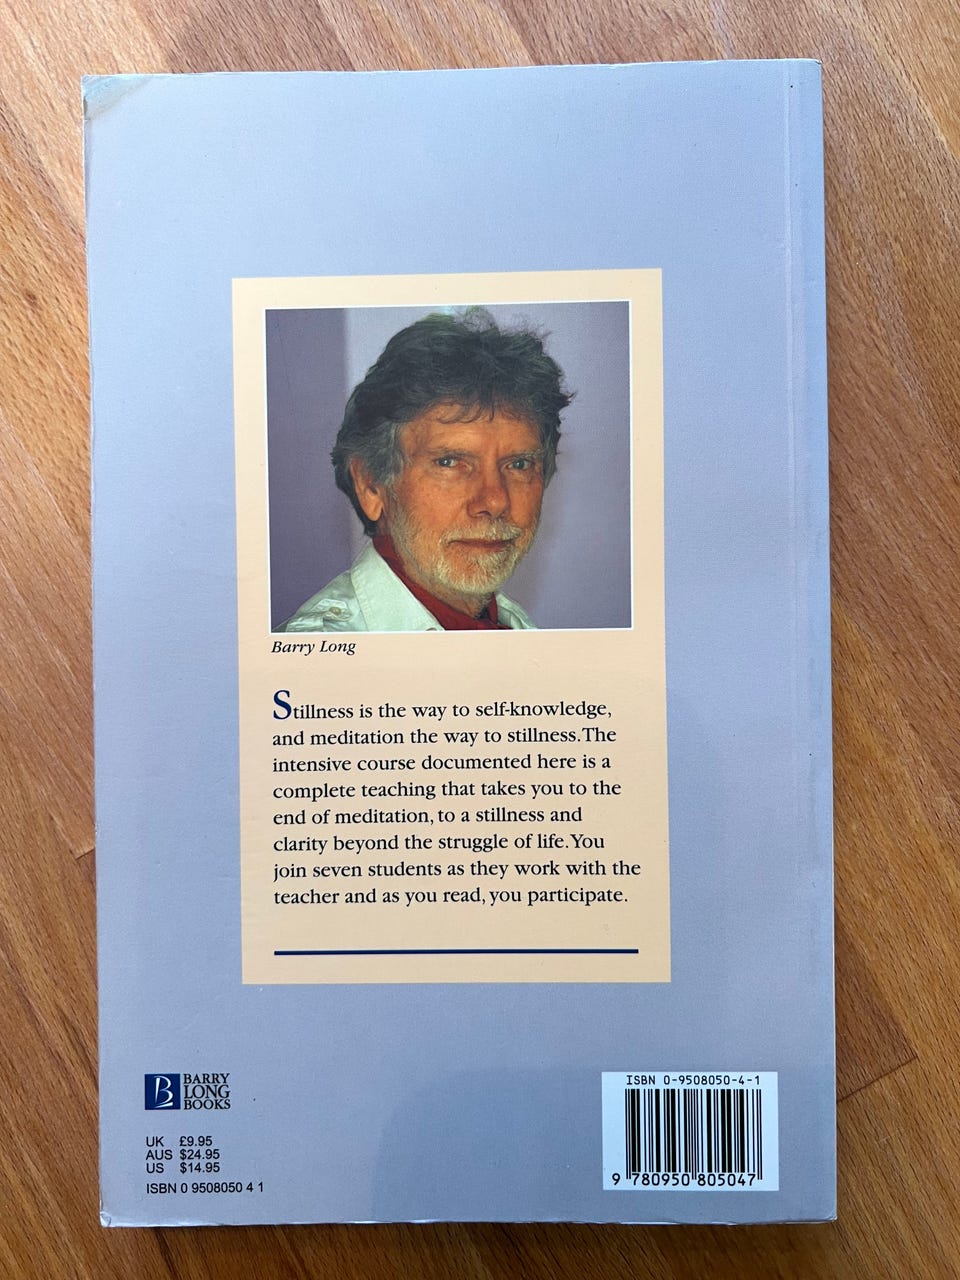 Barry Long
Stillness is the way to self-knowledge,
and meditation the way to stillness.The
intensive course documented here is a
complete teaching that takes you to the
end of meditation, to a stillness and
clarity beyond the struggle of life.You
join seven students as they work with the
teacher and as you read, you participate.
B
BARRY
LONG
BOOKS
UK £9.95
AUS $24.95
US $14.95
ISBN 0 9508050 4 1
ISBN 0-9508050-4-1
9 780950 805047